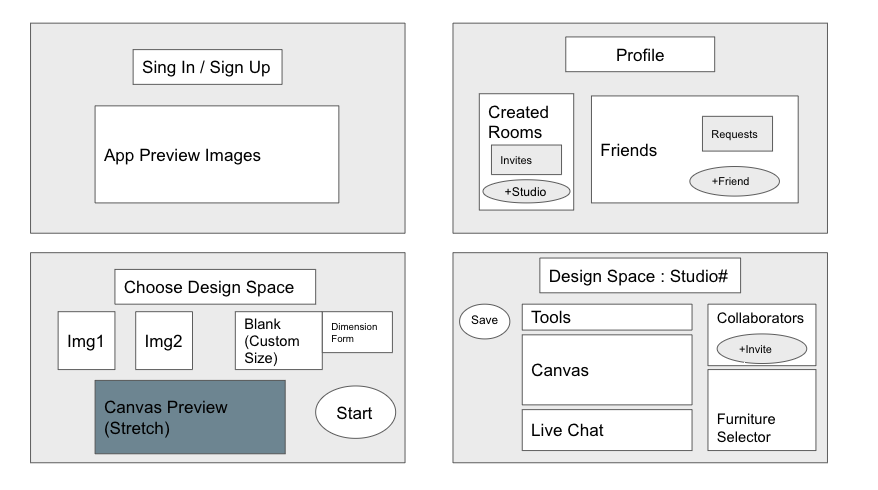 Sing In / Sign Up
App Preview Images
Profile
Created
Rooms
Invites
+Studio
Friends
Requests
+Friend
Choose Design Space
Img1
Img2
Blank
(Custom
Size)
Dimension
Form
Canvas Preview
(Stretch)
Start
Design Space : Studio#
Save
Tools
Canvas
Live Chat
Collaborators
+Invite
Furniture
Selector